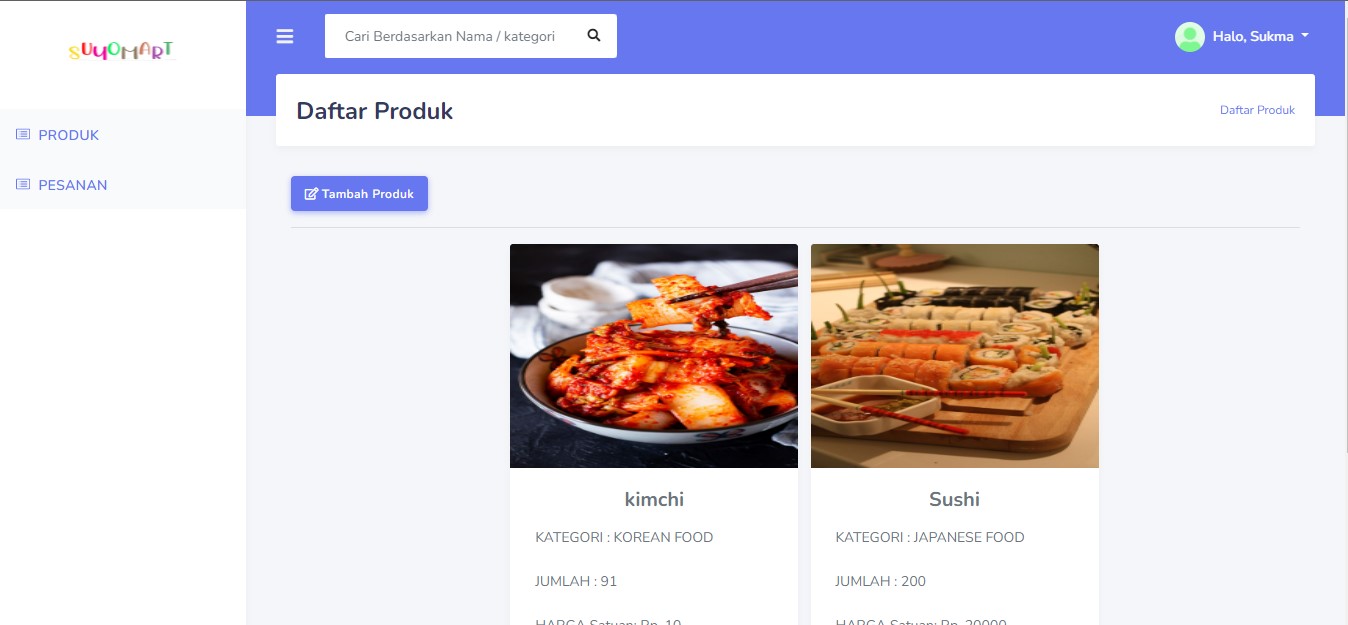 SUYOMART
Cari Berdasarkan Nama / kategori
Halo, Sukma
Daftar Produk
Daftar Produk
PRODUK
PESANAN
Tambah Produk
kimchi
KATEGORI : KOREAN FOOD
JUMLAH : 91
HARGA Satuan: Rp. 10
Sushi
KATEGORI : JAPANESE FOOD
JUMLAH : 200
HARGA Satuan: Rp. 20000